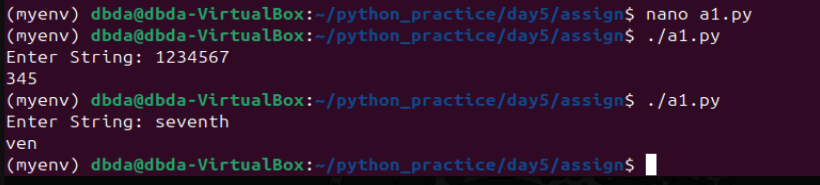 (myenv) dbda@dbda-VirtualBox:~/python_practice/day5/assign$ nano a1.py
(myenv) dbda@dbda-VirtualBox:~/python_practice/day5/assign$ ./a1.py
Enter String: 1234567
345
(myenv) dbda@dbda-VirtualBox:~/python_practice/day5/assign$ ./a1.py
Enter String: seventh
ven
(myenv) dbda@dbda-VirtualBox:~/python_practice/day5/assign$